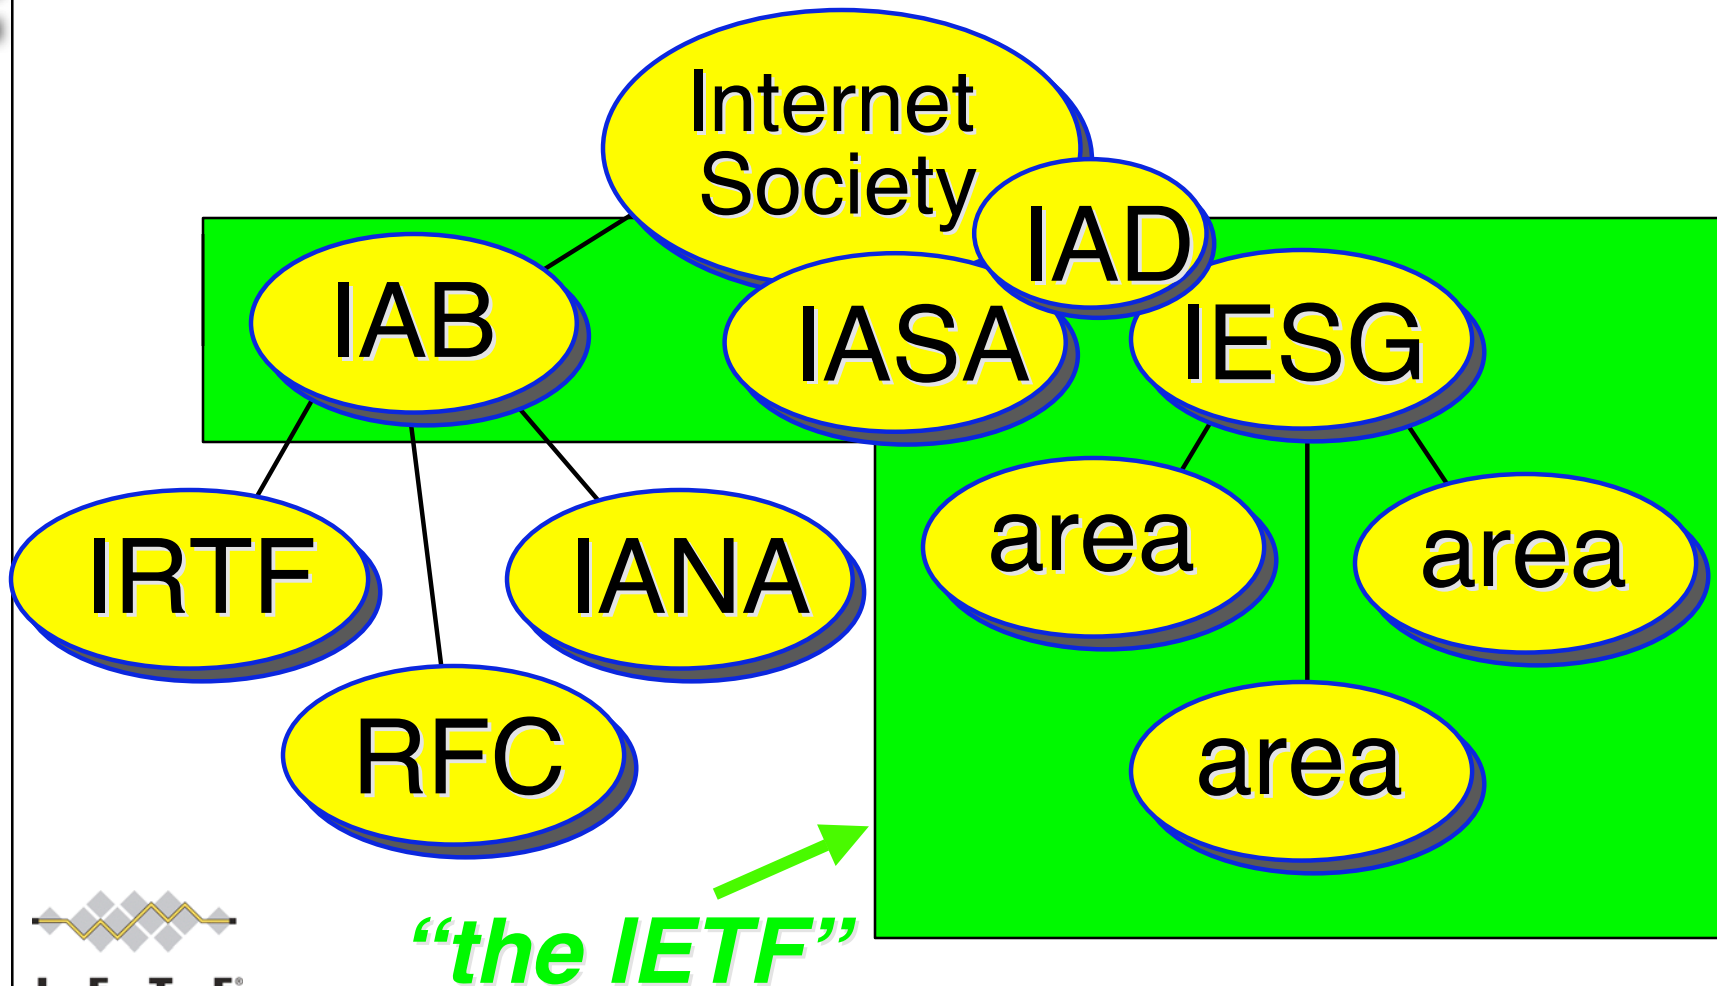 Internet
Society
IAD
IAB
IASA
IESG
IRTF
IANA
area
area
RFC
area
“the IETF”
I E T F®